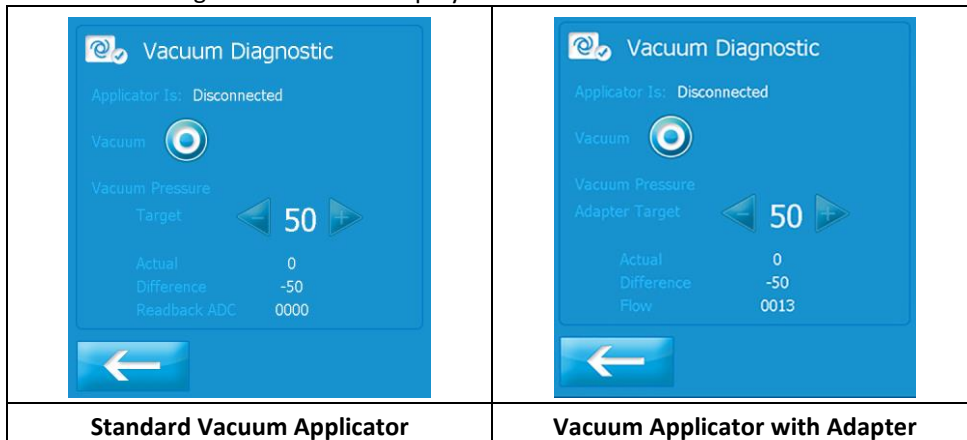 Vacuum Diagnostic
Applicator Is: Disconnected
Vacuum
Vacuum Pressure
Target - 50 +
Actual 0
Difference -50
Readback ADC 0000
Standard Vacuum Applicator
Vacuum Diagnostic
Applicator Is: Disconnected
Vacuum
Vacuum Pressure
Adapter Target - 50 +
Actual 0
Difference -50
Flow 0013
Vacuum Applicator with Adapter